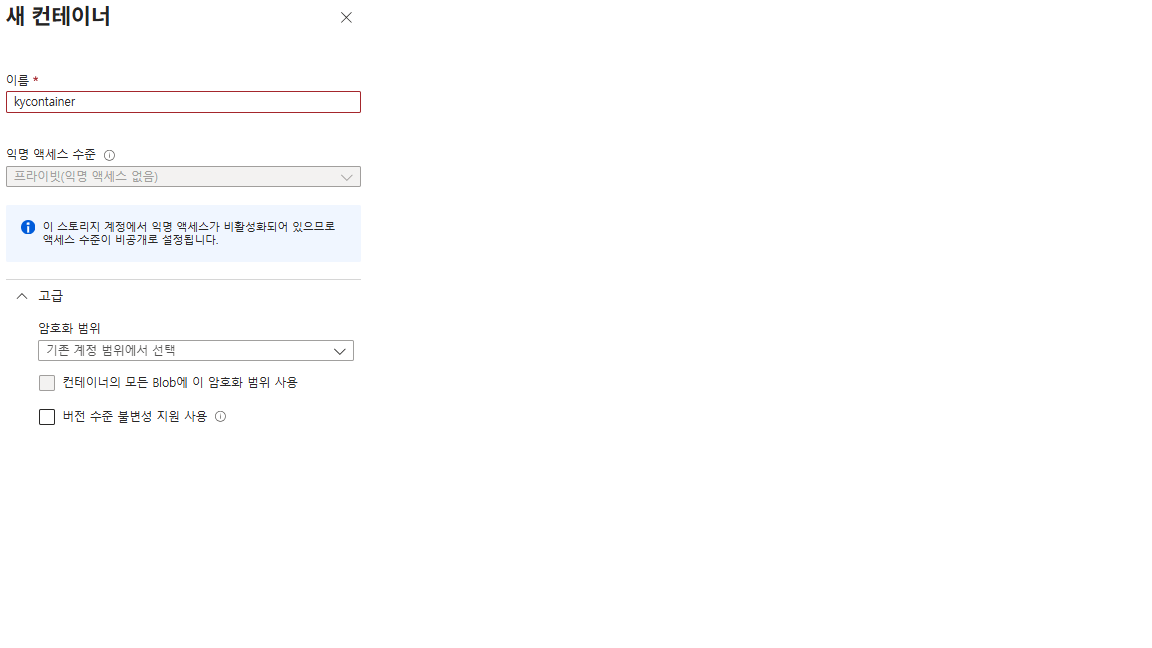 새 컨테이너
이름 *
kycontainer
익명 액세스 수준
프라이빗(익명 액세스 없음)
이 스토리지 계정에서 익명 액세스가 비활성화되어 있으므로
액세스 수준이 비공개로 설정됩니다.
고급
암호화 범위
기존 계정 범위에서 선택
컨테이너의 모든 Blob에 이 암호화 범위 사용
버전 수준 불변성 지원 사용